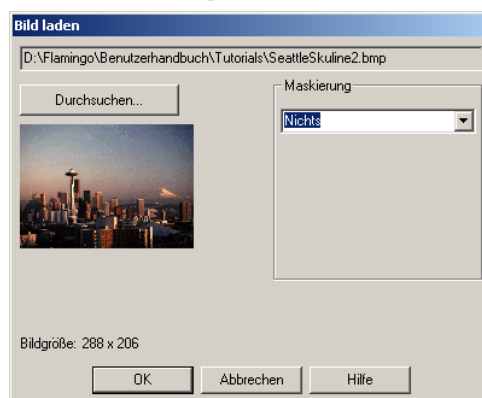 Bild laden
D:\Flamingo\Benutzerhandbuch\Tutorials\SeattleSkuline2.bmp
Durchsuchen...
Maskierung
Nichts
Bildgröße: 288 x 206
OK
Abbrechen
Hilfe